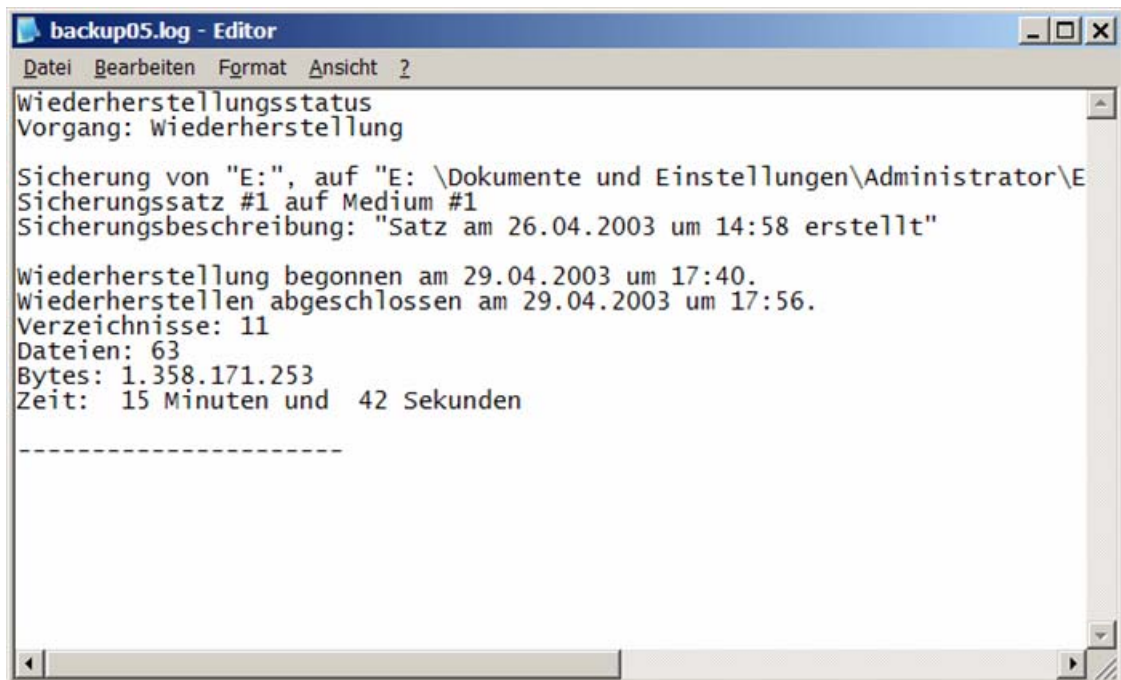 backup05.log - Editor
Datei Bearbeiten Format Ansicht ?
Wiederherstellungsstatus
Vorgang: Wiederherstellung
Sicherung von "E:", auf "E: \Dokumente und Einstellungen\Administrator\E
Sicherungssatz #1 auf Medium #1
Sicherungsbeschreibung: "Satz am 26.04.2003 um 14:58 erstellt"
Wiederherstellung begonnen am 29.04.2003 um 17:40.
Wiederherstellen abgeschlossen am 29.04.2003 um 17:56.
Verzeichnisse: 11
Dateien: 63
Bytes: 1.358.171.253
Zeit:  15 Minuten und  42 Sekunden
----------------------